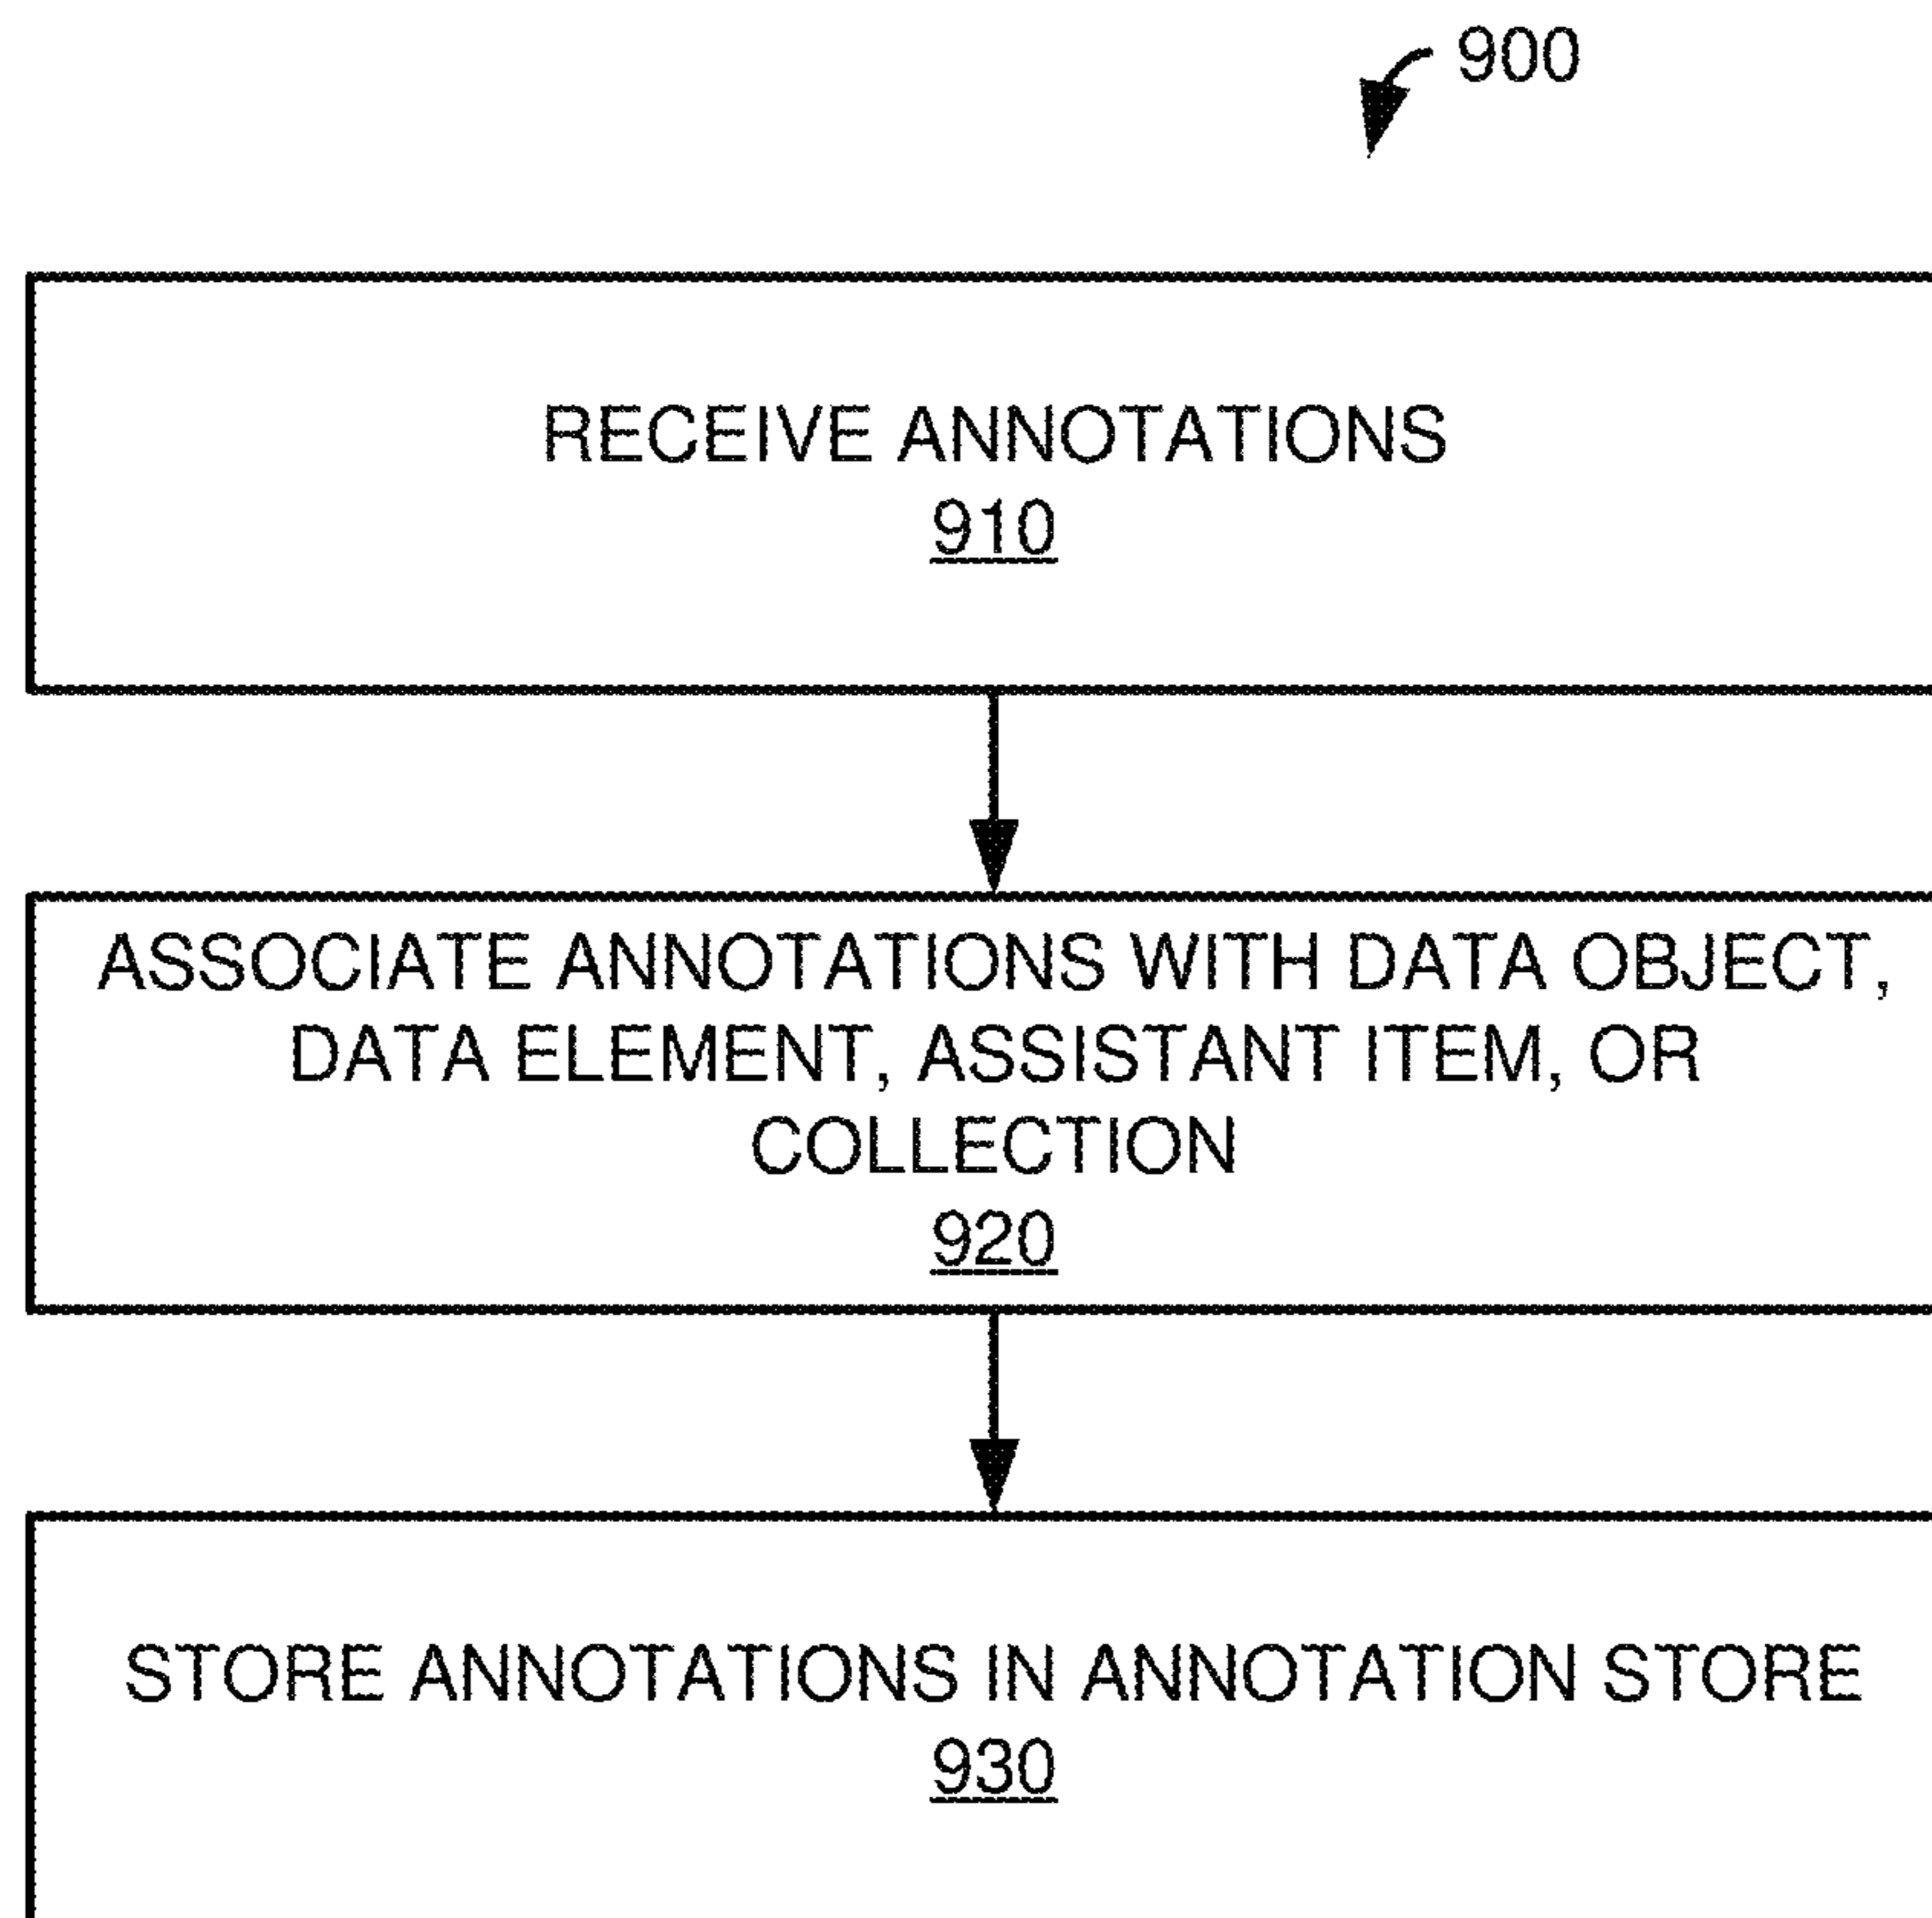 900
RECEIVE ANNOTATIONS
910
ASSOCIATE ANNOTATIONS WITH DATA OBJECT,
DATA ELEMENT, ASSISTANT ITEM, OR
COLLECTION
920
STORE ANNOTATIONS IN ANNOTATION STORE
930